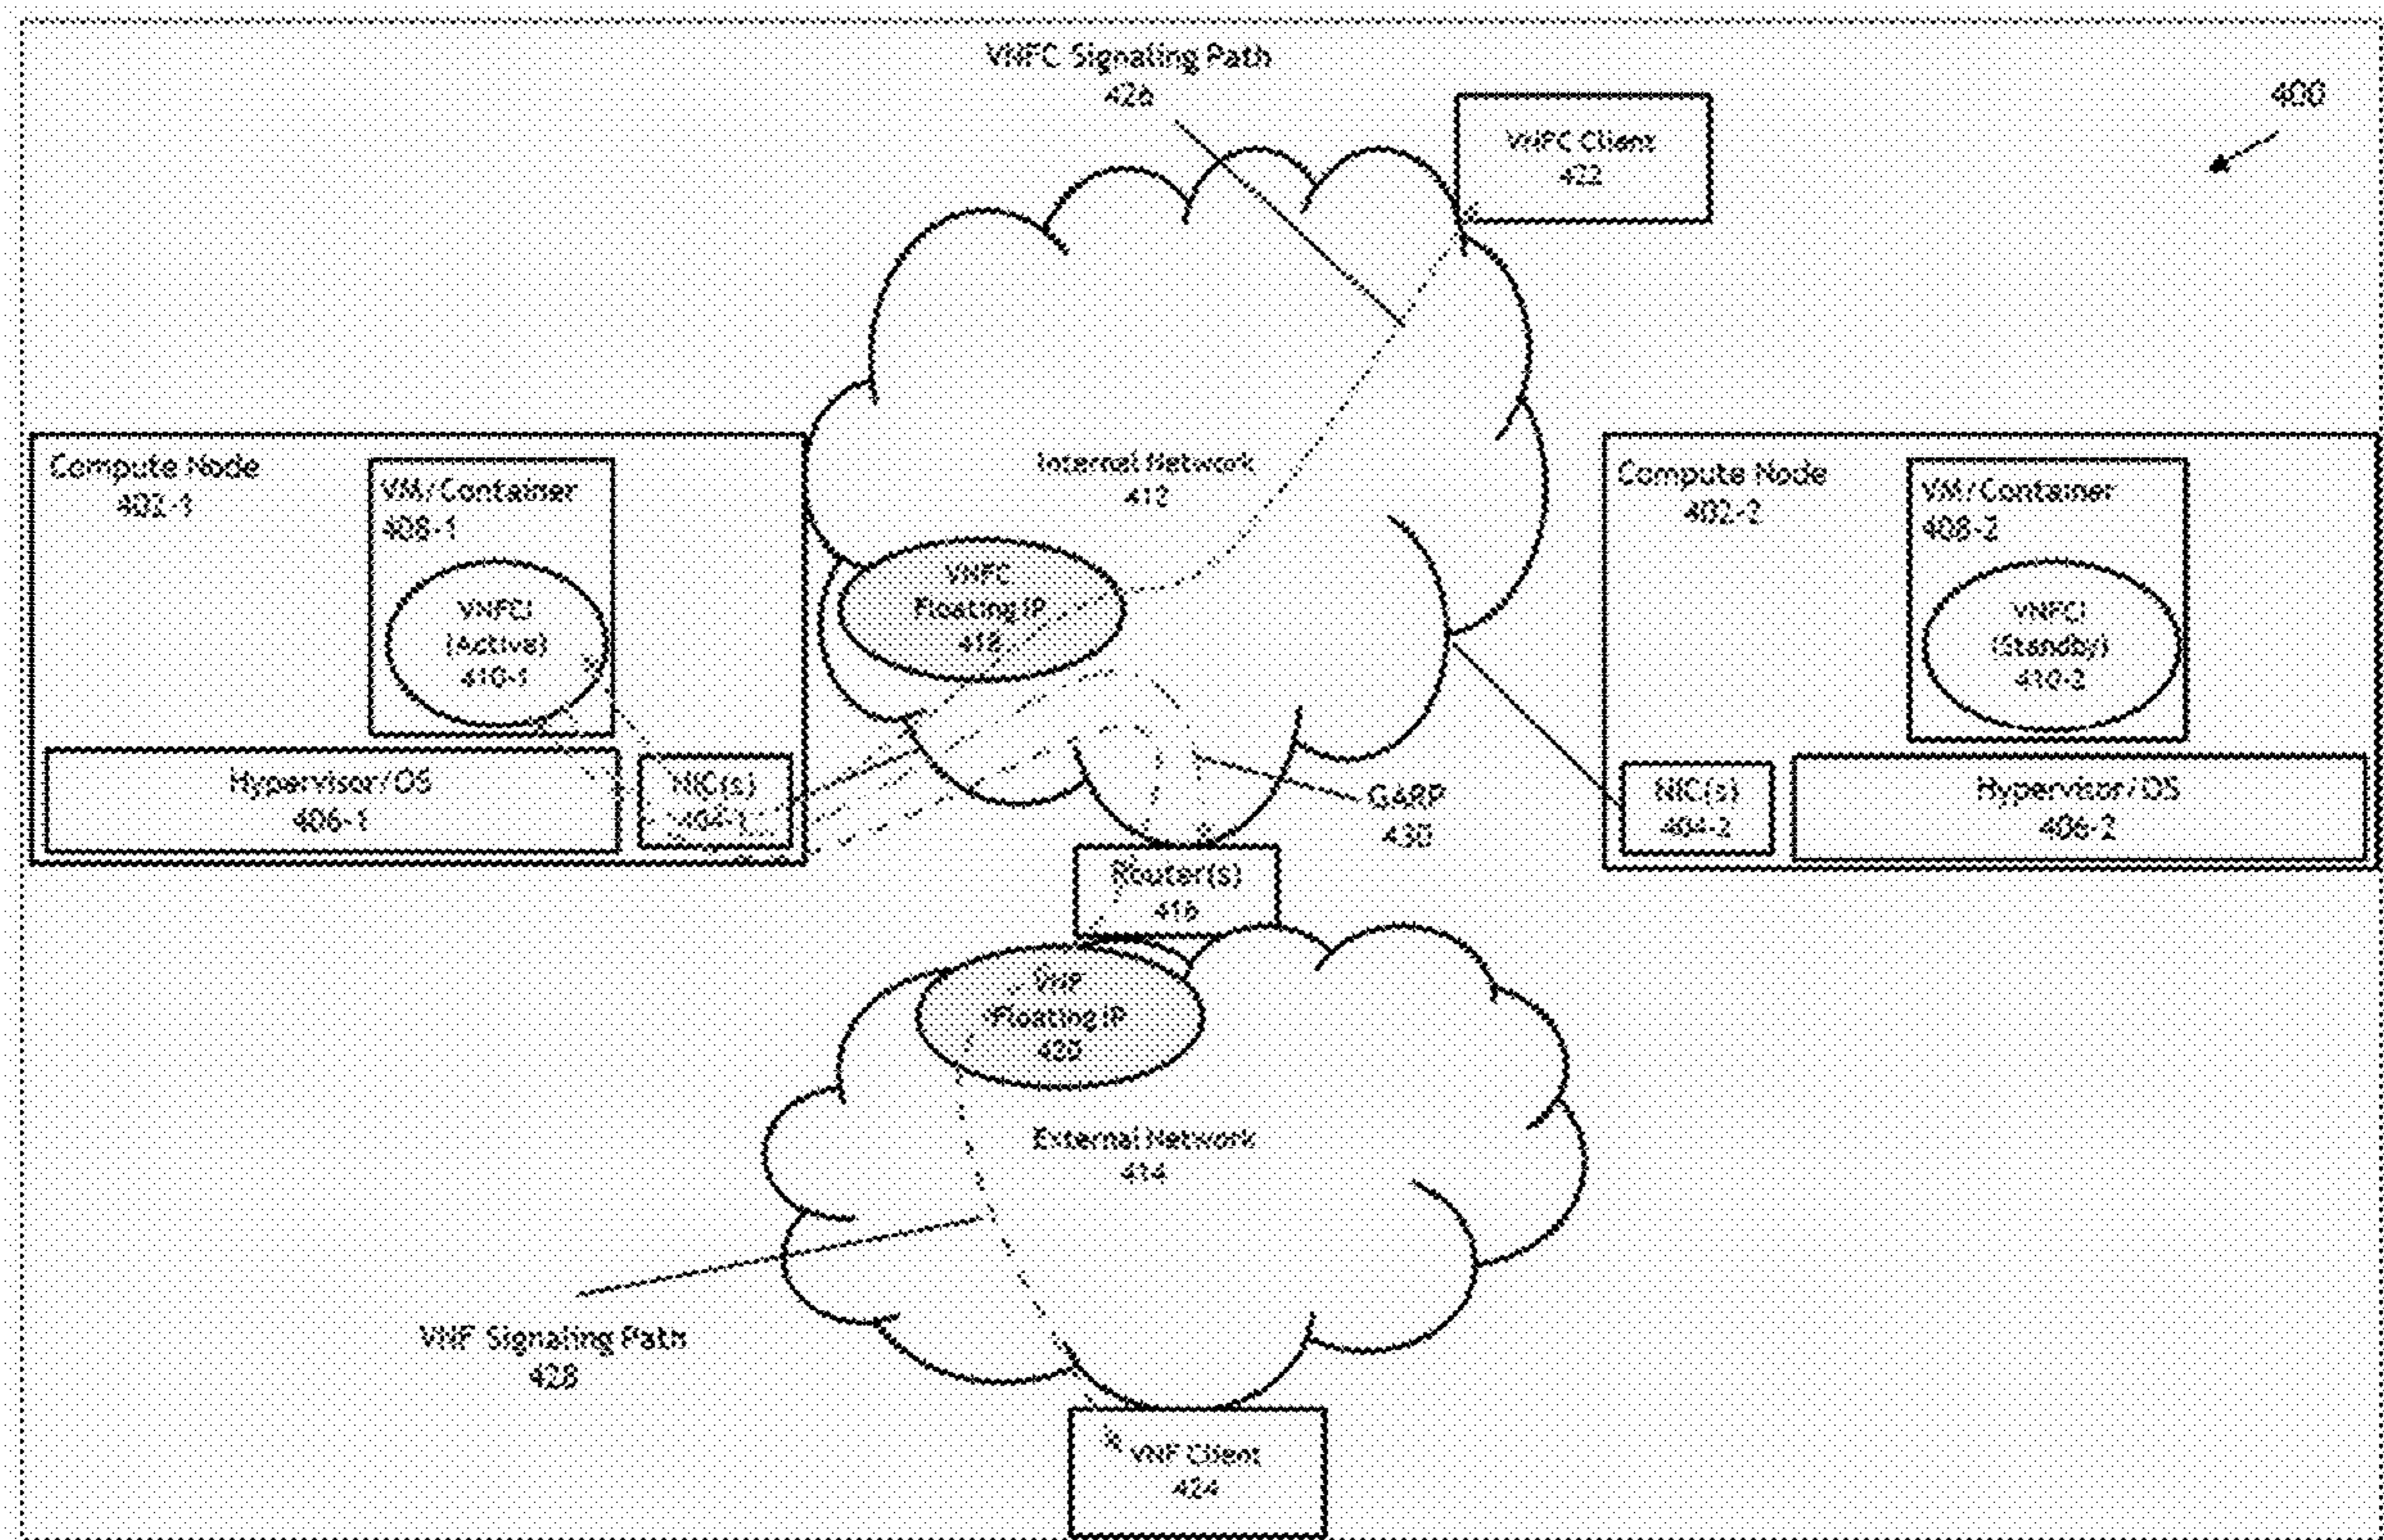 VNFC Signaling Path
426
400
VNFC Client
422
Internal Network
412
Compute Node
402-1
VM/Container
408-1
VNFCI
(Active)
410-1
Hypervisor/OS
406-1
NIC(s)
404-1
VNFC
Floating IP
418
Compute Node
402-2
VM/Container
408-2
VNFCI
(Standby)
410-2
NIC(s)
404-2
Hypervisor/OS
406-2
GARP
430
Router(s)
416
VNF
Floating IP
420
External Network
414
VNF Signaling Path
428
VNF Client
424